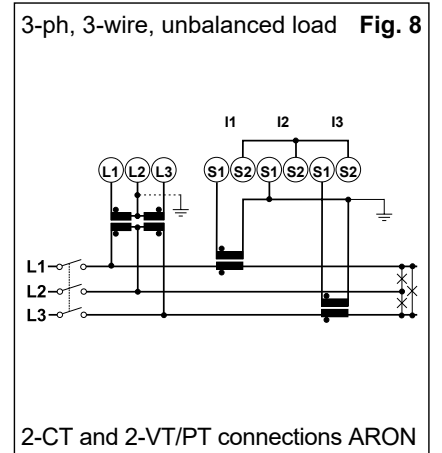 3-ph, 3-wire, unbalanced load Fig. 8
I1 I2 I3
L1 L2 L3 S1 S2 S1 S2 S1 S2
L1
L2
L3
2-CT and 2-VT/PT connections ARON